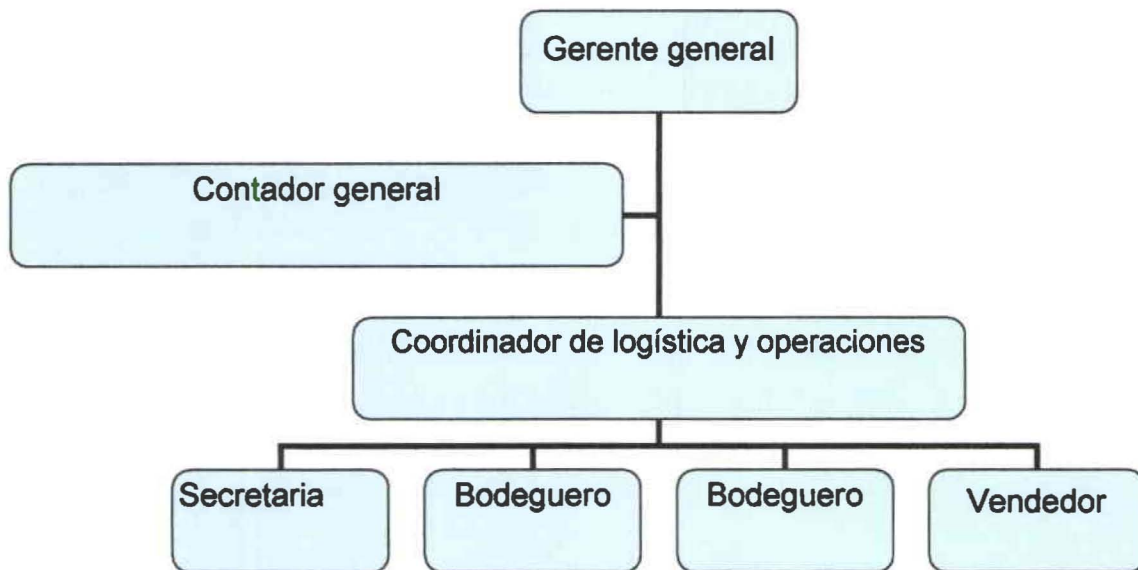 Gerente general
Contador general
Coordinador de logística y operaciones
Secretaria
Bodeguero
Bodeguero
Vendedor